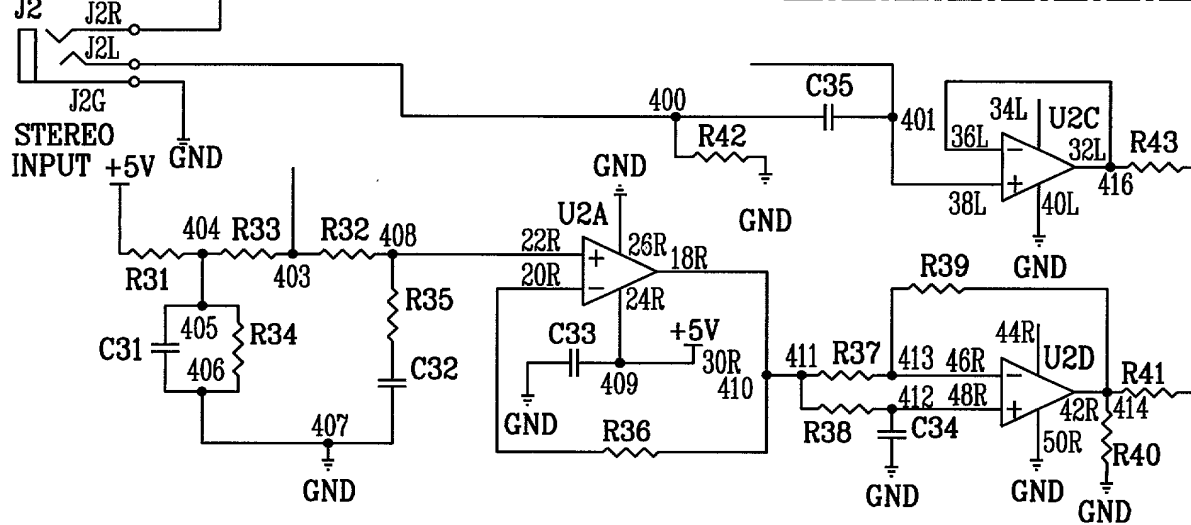 J2
J2R
J2L
J2G
STEREO
INPUT
+5V
GND
400
C35
R42
GND
401
34L
U2C
36L
32L
R43
416
38L
40L
GND
GND
U2A
404
R33
R32
408
22R
26R
18R
R31
403
20R
24R
R35
405
R34
C31
406
C32
C33
+5V
30R
409
410
GND
407
GND
R36
R39
44R
U2D
411
R37
413
46R
R41
412
48R
42R
414
R38
C34
50R
R40
GND
GND
GND